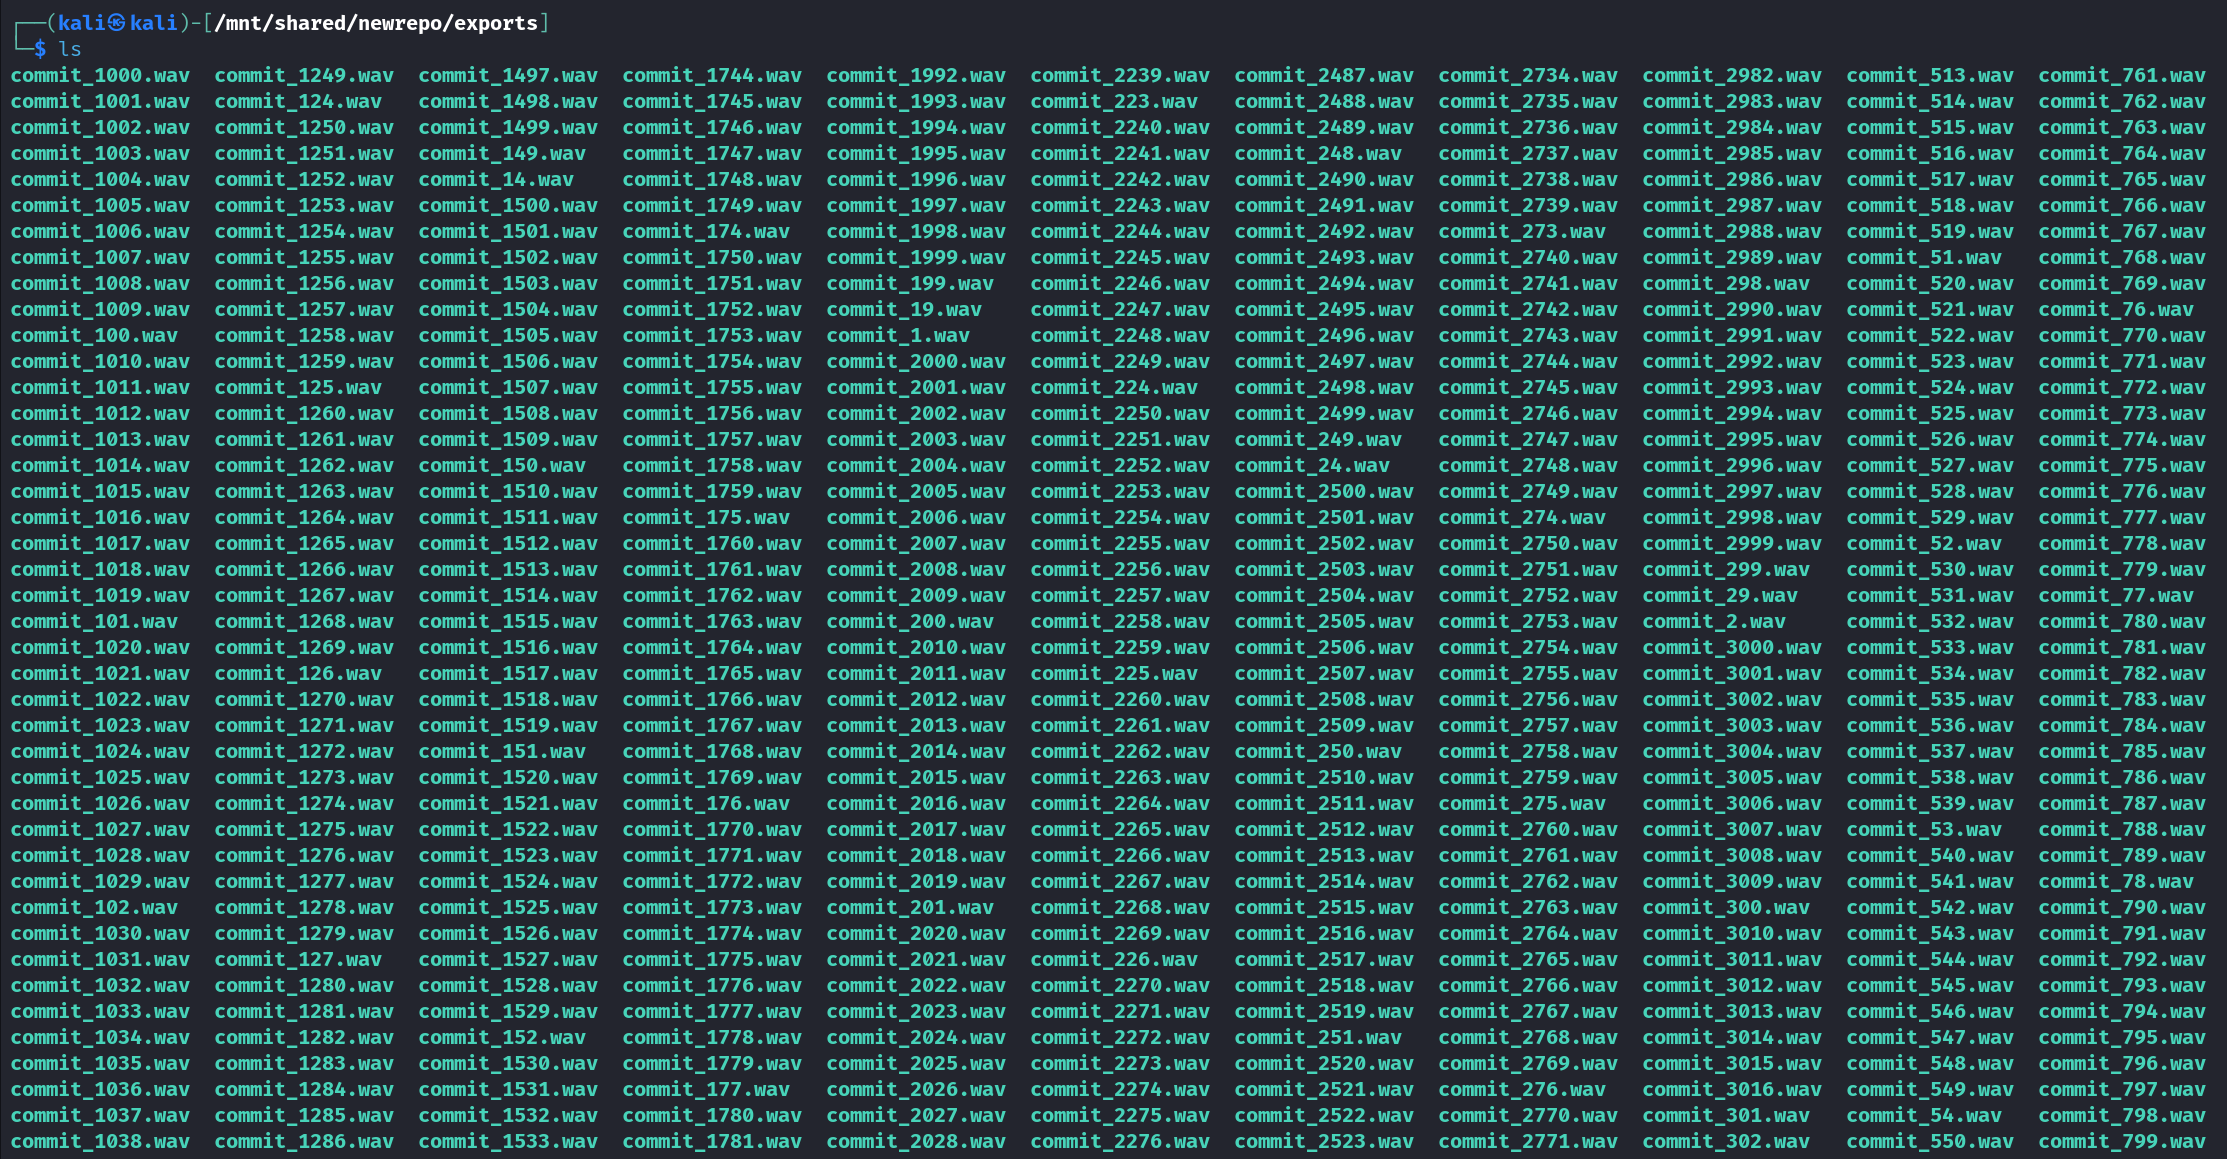 ┌──(kali㉿kali)-[/mnt/shared/newrepo/exports]
└─$ ls
commit_1000.wav  commit_1249.wav  commit_1497.wav  commit_1744.wav  commit_1992.wav  commit_2239.wav  commit_2487.wav  commit_2734.wav  commit_2982.wav  commit_513.wav  commit_761.wav
commit_1001.wav  commit_124.wav   commit_1498.wav  commit_1745.wav  commit_1993.wav  commit_223.wav   commit_2488.wav  commit_2735.wav  commit_2983.wav  commit_514.wav  commit_762.wav
commit_1002.wav  commit_1250.wav  commit_1499.wav  commit_1746.wav  commit_1994.wav  commit_2240.wav  commit_2489.wav  commit_2736.wav  commit_2984.wav  commit_515.wav  commit_763.wav
commit_1003.wav  commit_1251.wav  commit_149.wav   commit_1747.wav  commit_1995.wav  commit_2241.wav  commit_248.wav   commit_2737.wav  commit_2985.wav  commit_516.wav  commit_764.wav
commit_1004.wav  commit_1252.wav  commit_14.wav    commit_1748.wav  commit_1996.wav  commit_2242.wav  commit_2490.wav  commit_2738.wav  commit_2986.wav  commit_517.wav  commit_765.wav
commit_1005.wav  commit_1253.wav  commit_1500.wav  commit_1749.wav  commit_1997.wav  commit_2243.wav  commit_2491.wav  commit_2739.wav  commit_2987.wav  commit_518.wav  commit_766.wav
commit_1006.wav  commit_1254.wav  commit_1501.wav  commit_174.wav   commit_1998.wav  commit_2244.wav  commit_2492.wav  commit_273.wav   commit_2988.wav  commit_519.wav  commit_767.wav
commit_1007.wav  commit_1255.wav  commit_1502.wav  commit_1750.wav  commit_1999.wav  commit_2245.wav  commit_2493.wav  commit_2740.wav  commit_2989.wav  commit_51.wav   commit_768.wav
commit_1008.wav  commit_1256.wav  commit_1503.wav  commit_1751.wav  commit_199.wav   commit_2246.wav  commit_2494.wav  commit_2741.wav  commit_298.wav   commit_520.wav  commit_769.wav
commit_1009.wav  commit_1257.wav  commit_1504.wav  commit_1752.wav  commit_19.wav    commit_2247.wav  commit_2495.wav  commit_2742.wav  commit_2990.wav  commit_521.wav  commit_76.wav
commit_100.wav   commit_1258.wav  commit_1505.wav  commit_1753.wav  commit_1.wav     commit_2248.wav  commit_2496.wav  commit_2743.wav  commit_2991.wav  commit_522.wav  commit_770.wav
commit_1010.wav  commit_1259.wav  commit_1506.wav  commit_1754.wav  commit_2000.wav  commit_2249.wav  commit_2497.wav  commit_2744.wav  commit_2992.wav  commit_523.wav  commit_771.wav
commit_1011.wav  commit_125.wav   commit_1507.wav  commit_1755.wav  commit_2001.wav  commit_224.wav   commit_2498.wav  commit_2745.wav  commit_2993.wav  commit_524.wav  commit_772.wav
commit_1012.wav  commit_1260.wav  commit_1508.wav  commit_1756.wav  commit_2002.wav  commit_2250.wav  commit_2499.wav  commit_2746.wav  commit_2994.wav  commit_525.wav  commit_773.wav
commit_1013.wav  commit_1261.wav  commit_1509.wav  commit_1757.wav  commit_2003.wav  commit_2251.wav  commit_249.wav   commit_2747.wav  commit_2995.wav  commit_526.wav  commit_774.wav
commit_1014.wav  commit_1262.wav  commit_150.wav   commit_1758.wav  commit_2004.wav  commit_2252.wav  commit_24.wav    commit_2748.wav  commit_2996.wav  commit_527.wav  commit_775.wav
commit_1015.wav  commit_1263.wav  commit_1510.wav  commit_1759.wav  commit_2005.wav  commit_2253.wav  commit_2500.wav  commit_2749.wav  commit_2997.wav  commit_528.wav  commit_776.wav
commit_1016.wav  commit_1264.wav  commit_1511.wav  commit_175.wav   commit_2006.wav  commit_2254.wav  commit_2501.wav  commit_274.wav   commit_2998.wav  commit_529.wav  commit_777.wav
commit_1017.wav  commit_1265.wav  commit_1512.wav  commit_1760.wav  commit_2007.wav  commit_2255.wav  commit_2502.wav  commit_2750.wav  commit_2999.wav  commit_52.wav   commit_778.wav
commit_1018.wav  commit_1266.wav  commit_1513.wav  commit_1761.wav  commit_2008.wav  commit_2256.wav  commit_2503.wav  commit_2751.wav  commit_299.wav   commit_530.wav  commit_779.wav
commit_1019.wav  commit_1267.wav  commit_1514.wav  commit_1762.wav  commit_2009.wav  commit_2257.wav  commit_2504.wav  commit_2752.wav  commit_29.wav    commit_531.wav  commit_77.wav
commit_101.wav   commit_1268.wav  commit_1515.wav  commit_1763.wav  commit_200.wav   commit_2258.wav  commit_2505.wav  commit_2753.wav  commit_2.wav     commit_532.wav  commit_780.wav
commit_1020.wav  commit_1269.wav  commit_1516.wav  commit_1764.wav  commit_2010.wav  commit_2259.wav  commit_2506.wav  commit_2754.wav  commit_3000.wav  commit_533.wav  commit_781.wav
commit_1021.wav  commit_126.wav   commit_1517.wav  commit_1765.wav  commit_2011.wav  commit_225.wav   commit_2507.wav  commit_2755.wav  commit_3001.wav  commit_534.wav  commit_782.wav
commit_1022.wav  commit_1270.wav  commit_1518.wav  commit_1766.wav  commit_2012.wav  commit_2260.wav  commit_2508.wav  commit_2756.wav  commit_3002.wav  commit_535.wav  commit_783.wav
commit_1023.wav  commit_1271.wav  commit_1519.wav  commit_1767.wav  commit_2013.wav  commit_2261.wav  commit_2509.wav  commit_2757.wav  commit_3003.wav  commit_536.wav  commit_784.wav
commit_1024.wav  commit_1272.wav  commit_151.wav   commit_1768.wav  commit_2014.wav  commit_2262.wav  commit_250.wav   commit_2758.wav  commit_3004.wav  commit_537.wav  commit_785.wav
commit_1025.wav  commit_1273.wav  commit_1520.wav  commit_1769.wav  commit_2015.wav  commit_2263.wav  commit_2510.wav  commit_2759.wav  commit_3005.wav  commit_538.wav  commit_786.wav
commit_1026.wav  commit_1274.wav  commit_1521.wav  commit_176.wav   commit_2016.wav  commit_2264.wav  commit_2511.wav  commit_275.wav   commit_3006.wav  commit_539.wav  commit_787.wav
commit_1027.wav  commit_1275.wav  commit_1522.wav  commit_1770.wav  commit_2017.wav  commit_2265.wav  commit_2512.wav  commit_2760.wav  commit_3007.wav  commit_53.wav   commit_788.wav
commit_1028.wav  commit_1276.wav  commit_1523.wav  commit_1771.wav  commit_2018.wav  commit_2266.wav  commit_2513.wav  commit_2761.wav  commit_3008.wav  commit_540.wav  commit_789.wav
commit_1029.wav  commit_1277.wav  commit_1524.wav  commit_1772.wav  commit_2019.wav  commit_2267.wav  commit_2514.wav  commit_2762.wav  commit_3009.wav  commit_541.wav  commit_78.wav
commit_102.wav   commit_1278.wav  commit_1525.wav  commit_1773.wav  commit_201.wav   commit_2268.wav  commit_2515.wav  commit_2763.wav  commit_300.wav   commit_542.wav  commit_790.wav
commit_1030.wav  commit_1279.wav  commit_1526.wav  commit_1774.wav  commit_2020.wav  commit_2269.wav  commit_2516.wav  commit_2764.wav  commit_3010.wav  commit_543.wav  commit_791.wav
commit_1031.wav  commit_127.wav   commit_1527.wav  commit_1775.wav  commit_2021.wav  commit_226.wav   commit_2517.wav  commit_2765.wav  commit_3011.wav  commit_544.wav  commit_792.wav
commit_1032.wav  commit_1280.wav  commit_1528.wav  commit_1776.wav  commit_2022.wav  commit_2270.wav  commit_2518.wav  commit_2766.wav  commit_3012.wav  commit_545.wav  commit_793.wav
commit_1033.wav  commit_1281.wav  commit_1529.wav  commit_1777.wav  commit_2023.wav  commit_2271.wav  commit_2519.wav  commit_2767.wav  commit_3013.wav  commit_546.wav  commit_794.wav
commit_1034.wav  commit_1282.wav  commit_152.wav   commit_1778.wav  commit_2024.wav  commit_2272.wav  commit_251.wav   commit_2768.wav  commit_3014.wav  commit_547.wav  commit_795.wav
commit_1035.wav  commit_1283.wav  commit_1530.wav  commit_1779.wav  commit_2025.wav  commit_2273.wav  commit_2520.wav  commit_2769.wav  commit_3015.wav  commit_548.wav  commit_796.wav
commit_1036.wav  commit_1284.wav  commit_1531.wav  commit_177.wav   commit_2026.wav  commit_2274.wav  commit_2521.wav  commit_276.wav   commit_3016.wav  commit_549.wav  commit_797.wav
commit_1037.wav  commit_1285.wav  commit_1532.wav  commit_1780.wav  commit_2027.wav  commit_2275.wav  commit_2522.wav  commit_2770.wav  commit_301.wav   commit_54.wav   commit_798.wav
commit_1038.wav  commit_1286.wav  commit_1533.wav  commit_1781.wav  commit_2028.wav  commit_2276.wav  commit_2523.wav  commit_2771.wav  commit_302.wav   commit_550.wav  commit_799.wav